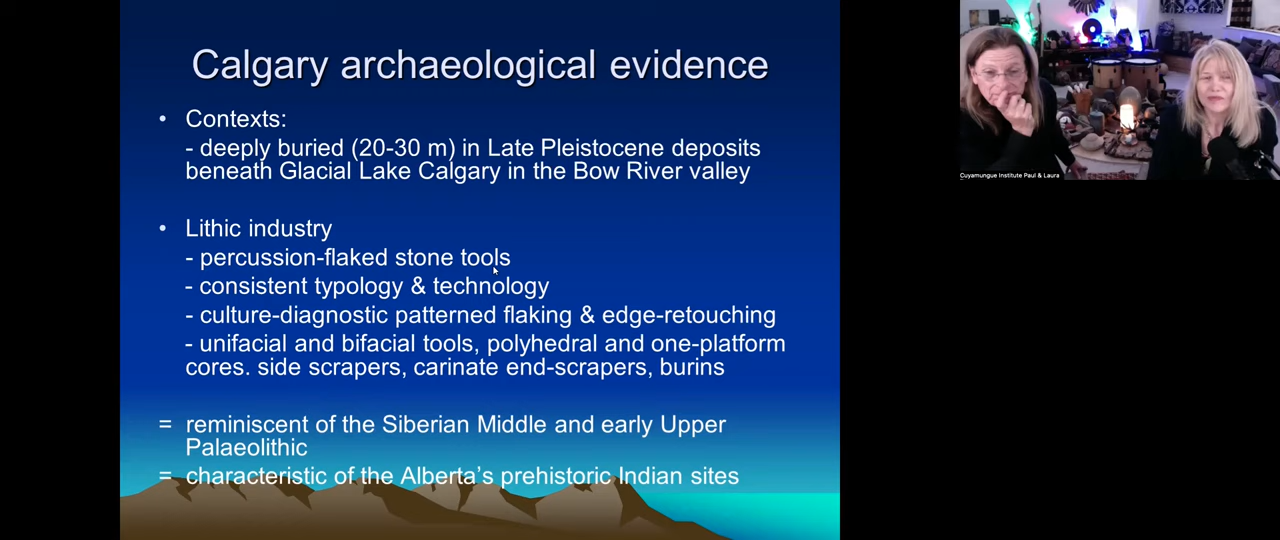 Calgary archaeological evidence
• Contexts:
- deeply buried (20-30 m) in Late Pleistocene deposits
beneath Glacial Lake Calgary in the Bow River valley
• Lithic industry
- percussion-flaked stone tools
- consistent typology & technology
- culture-diagnostic patterned flaking & edge-retouching
- unifacial and bifacial tools, polyhedral and one-platform
cores. side scrapers, carinate end-scrapers, burins
= reminiscent of the Siberian Middle and early Upper
Palaeolithic
= characteristic of the Alberta's prehistoric Indian sites
Cuyamungue Institute Paul & Laura